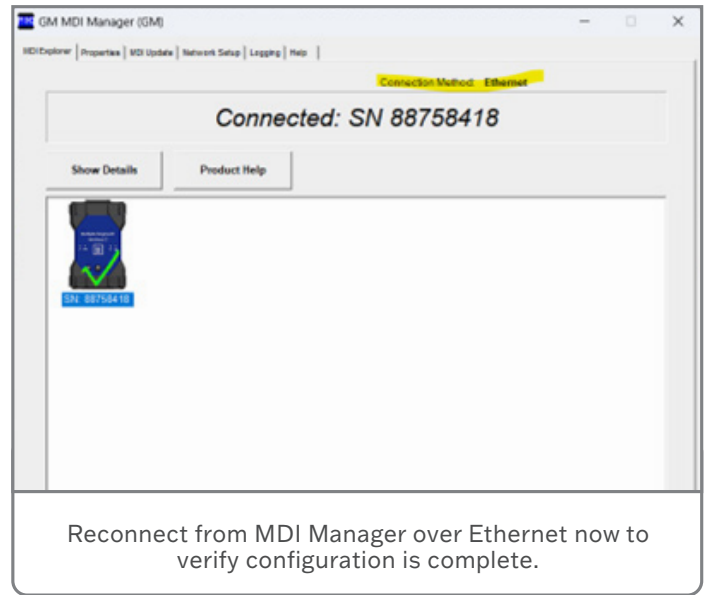 GM MDI Manager (GM)
MDI Explorer Properties MDI Update Network Setup Logging Help
Connection Method: Ethernet
Connected: SN 88758418
Show Details Product Help
SN: 88758418
Reconnect from MDI Manager over Ethernet now to
verify configuration is complete.